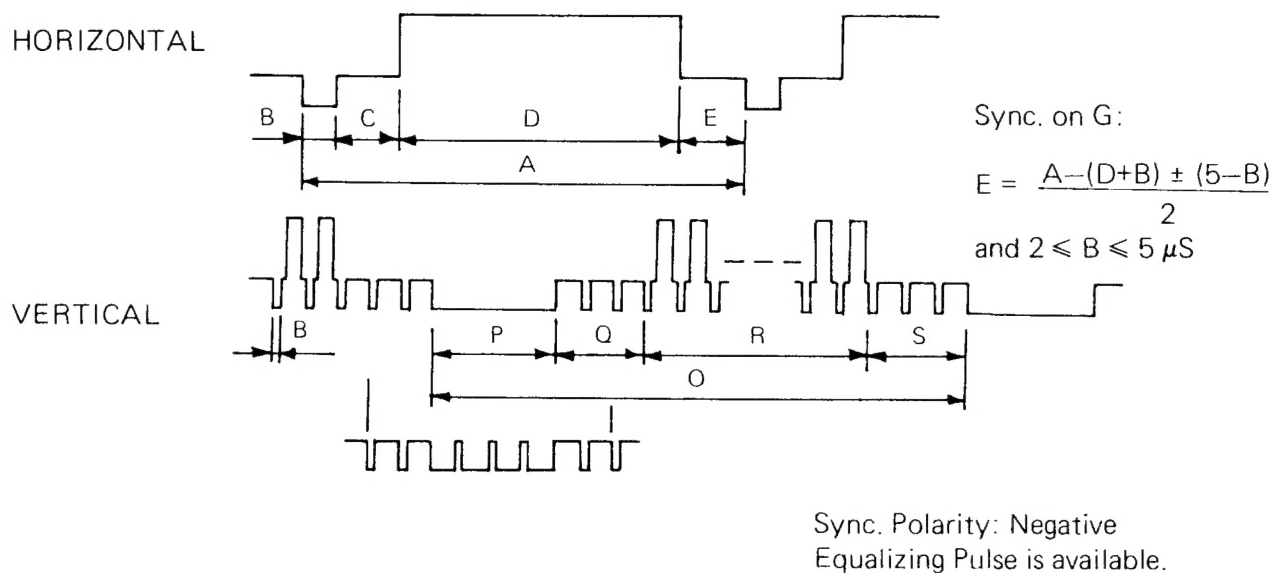 HORIZONTAL
B C D E
A
Sync. on G:
E = A—(D+B) ± (5—B)
2
and 2 ⩽ B ⩽ 5 μS
VERTICAL
B P Q R S
O
Sync. Polarity: Negative
Equalizing Pulse is available.